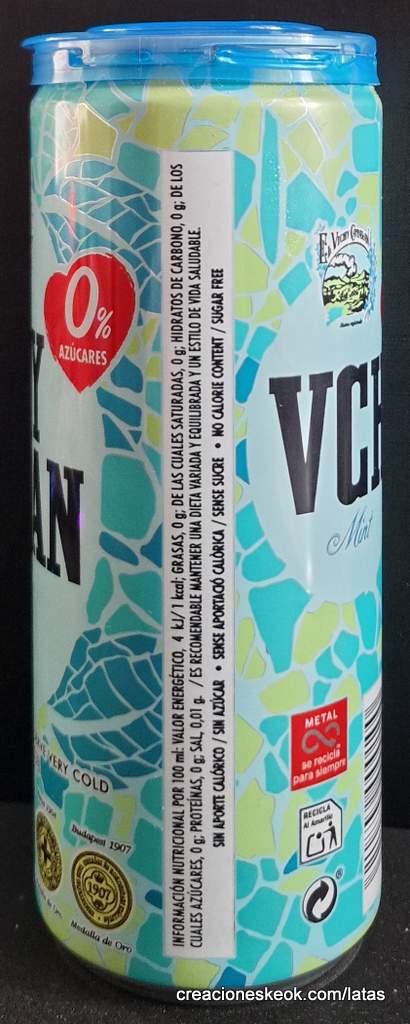 0%
AZÚCARES
Y
AN
VERY COLD
Budapest 1907
1907
Medalla de Oro
INFORMACIÓN NUTRICIONAL POR 100 ml: VALOR ENERGÉTICO, 4 kJ/1 kcal; GRASAS, 0 g; DE LAS CUALES SATURADAS, 0 g; HIDRATOS DE CARBONO, 0 g; DE LOS
CUALES AZÚCARES, 0 g; PROTEÍNAS, 0 g; SAL, 0,01 g. / ES RECOMENDABLE MANTENER UNA DIETA VARIADA Y EQUILIBRADA Y UN ESTILO DE VIDA SALUDABLE.
SIN APORTE CALÓRICO / SIN AZÚCAR • SENSE APORTACIÓ CALÒRICA / SENSE SUCRE • NO CALORIE CONTENT / SUGAR FREE
VCH
Mint
METAL
se recicla
para siempre
RECICLA
Al Amarillo
®
creacioneskeok.com/latas